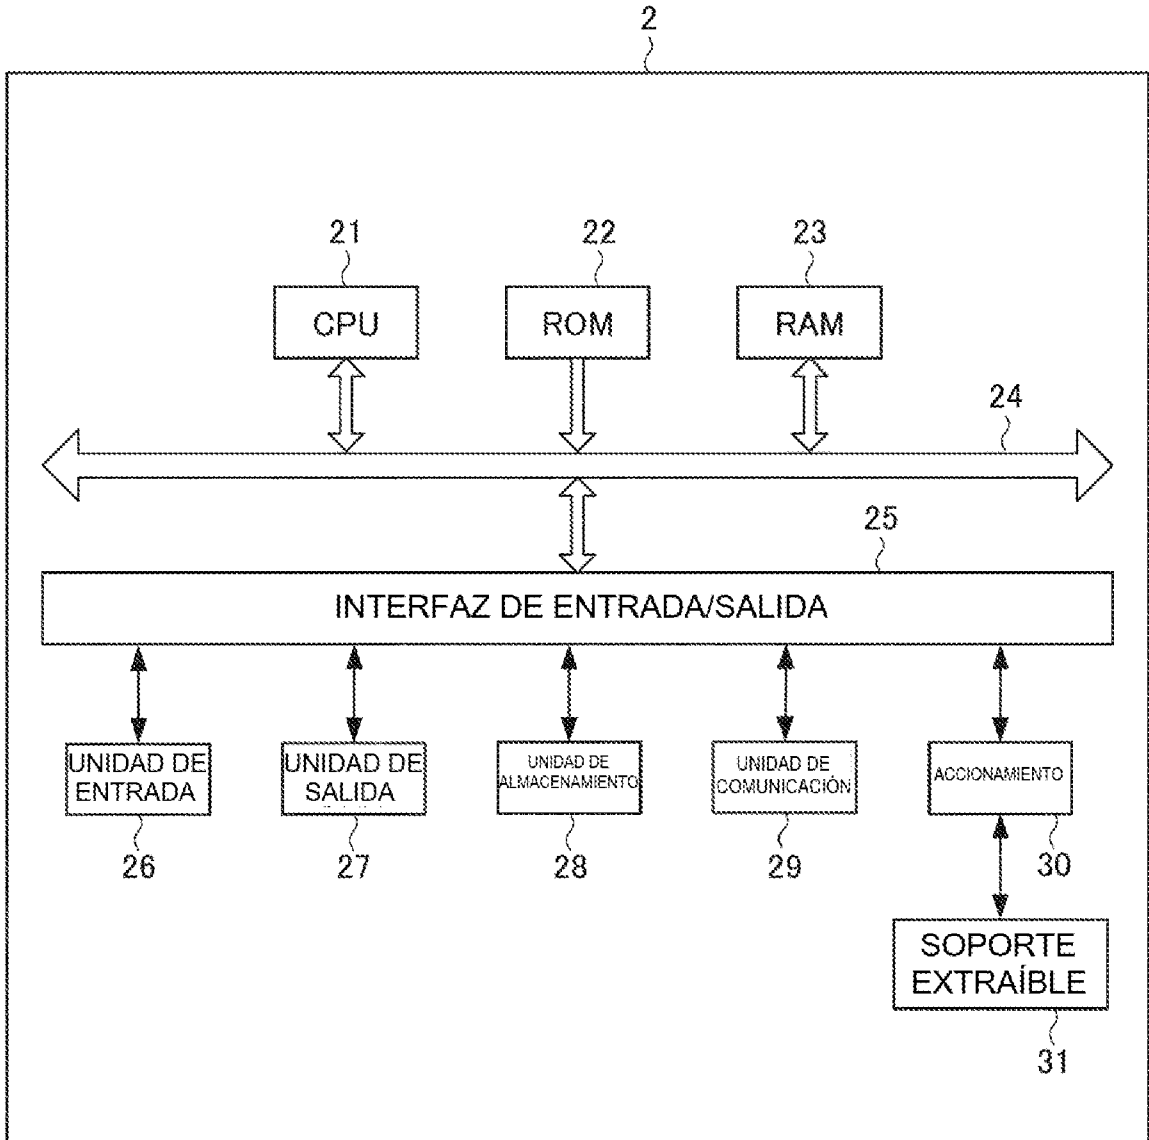 2
21 22 23
CPU ROM RAM
24
25
INTERFAZ DE ENTRADA/SALIDA
UNIDAD DE
ENTRADA
UNIDAD DE
SALIDA
UNIDAD DE
ALMACENAMIENTO
UNIDAD DE
COMUNICACIÓN
ACCIONAMIENTO
26 27 28 29 30
SOPORTE
EXTRAÍBLE
31